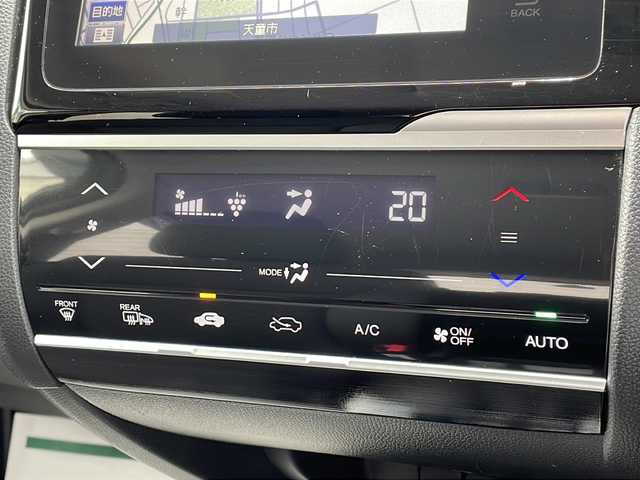 目的地
BACK
天童市
20
MODE
FRONT
REAR
A/C
ON/
OFF
AUTO